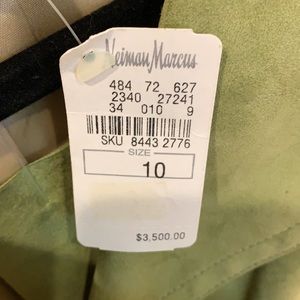 Neiman Marcus
484 72 627
2340 27241
34 010 9
SKU 8443 2776
SIZE
10
$3,500.00